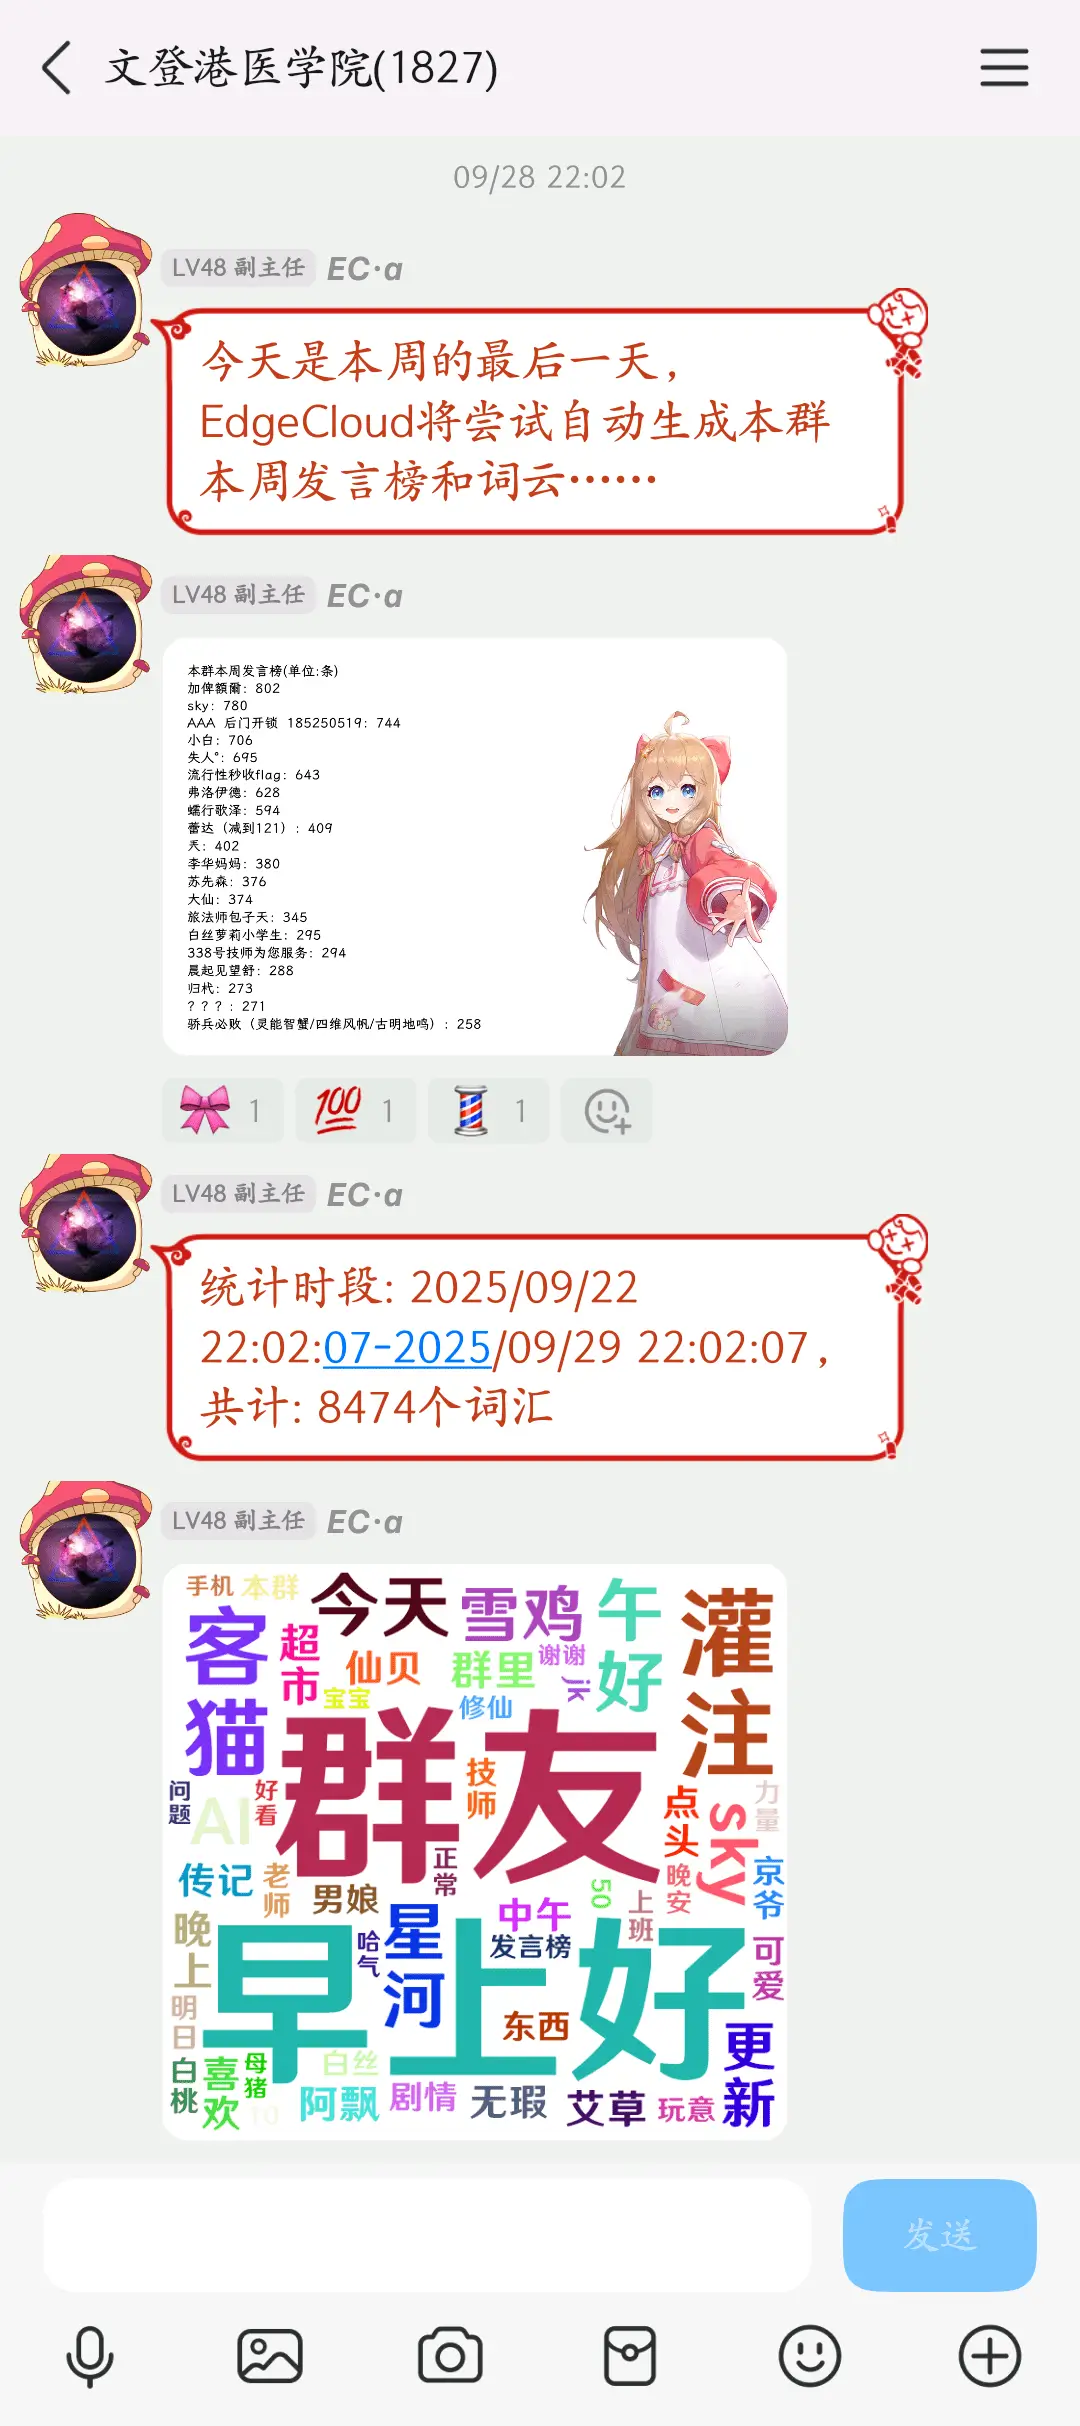 文登港医学院(1827)
09/28 22:02
LV48 副主任 EC·a
今天是本周的最后一天，
EdgeCloud将尝试自动生成本群
本周发言榜和词云……
LV48 副主任 EC·a
本群本周发言榜(单位:条)
加俾額爾: 802
sky: 780
AAA 后门开锁 185250519: 744
小白: 706
失人°: 695
流行性秒收flag: 643
弗洛伊德: 628
蠕行歌泽: 594
蕾达（减到121）: 409
兲: 402
李华妈妈: 380
苏先森: 376
大仙: 374
旅法师包子天: 345
白丝萝莉小学生: 295
338号技师为您服务: 294
晨起见望舒: 288
归杙: 273
？？？: 271
骄兵必败（灵能智蟹/四维风帆/古明地鸣）: 258
1
100 1
1
LV48 副主任 EC·a
统计时段: 2025/09/22
22:02:07-2025/09/29 22:02:07，
共计: 8474个词汇
LV48 副主任 EC·a
手机
本群
今天
雪鸡
午好
灌注
客猫
超市
仙贝
宝宝
群里
谢谢
jk
修仙
群友
技师
问题
好看
AI
点头
sky
力量
传记
老师
男娘
正常
中午
50
上班
晚安
京爷
晚上
早上好
哈气
星河
发言榜
东西
可爱
明日
白桃
喜欢
母猪
白丝
10
阿飘
剧情
无瑕
艾草
玩意
更新
发送